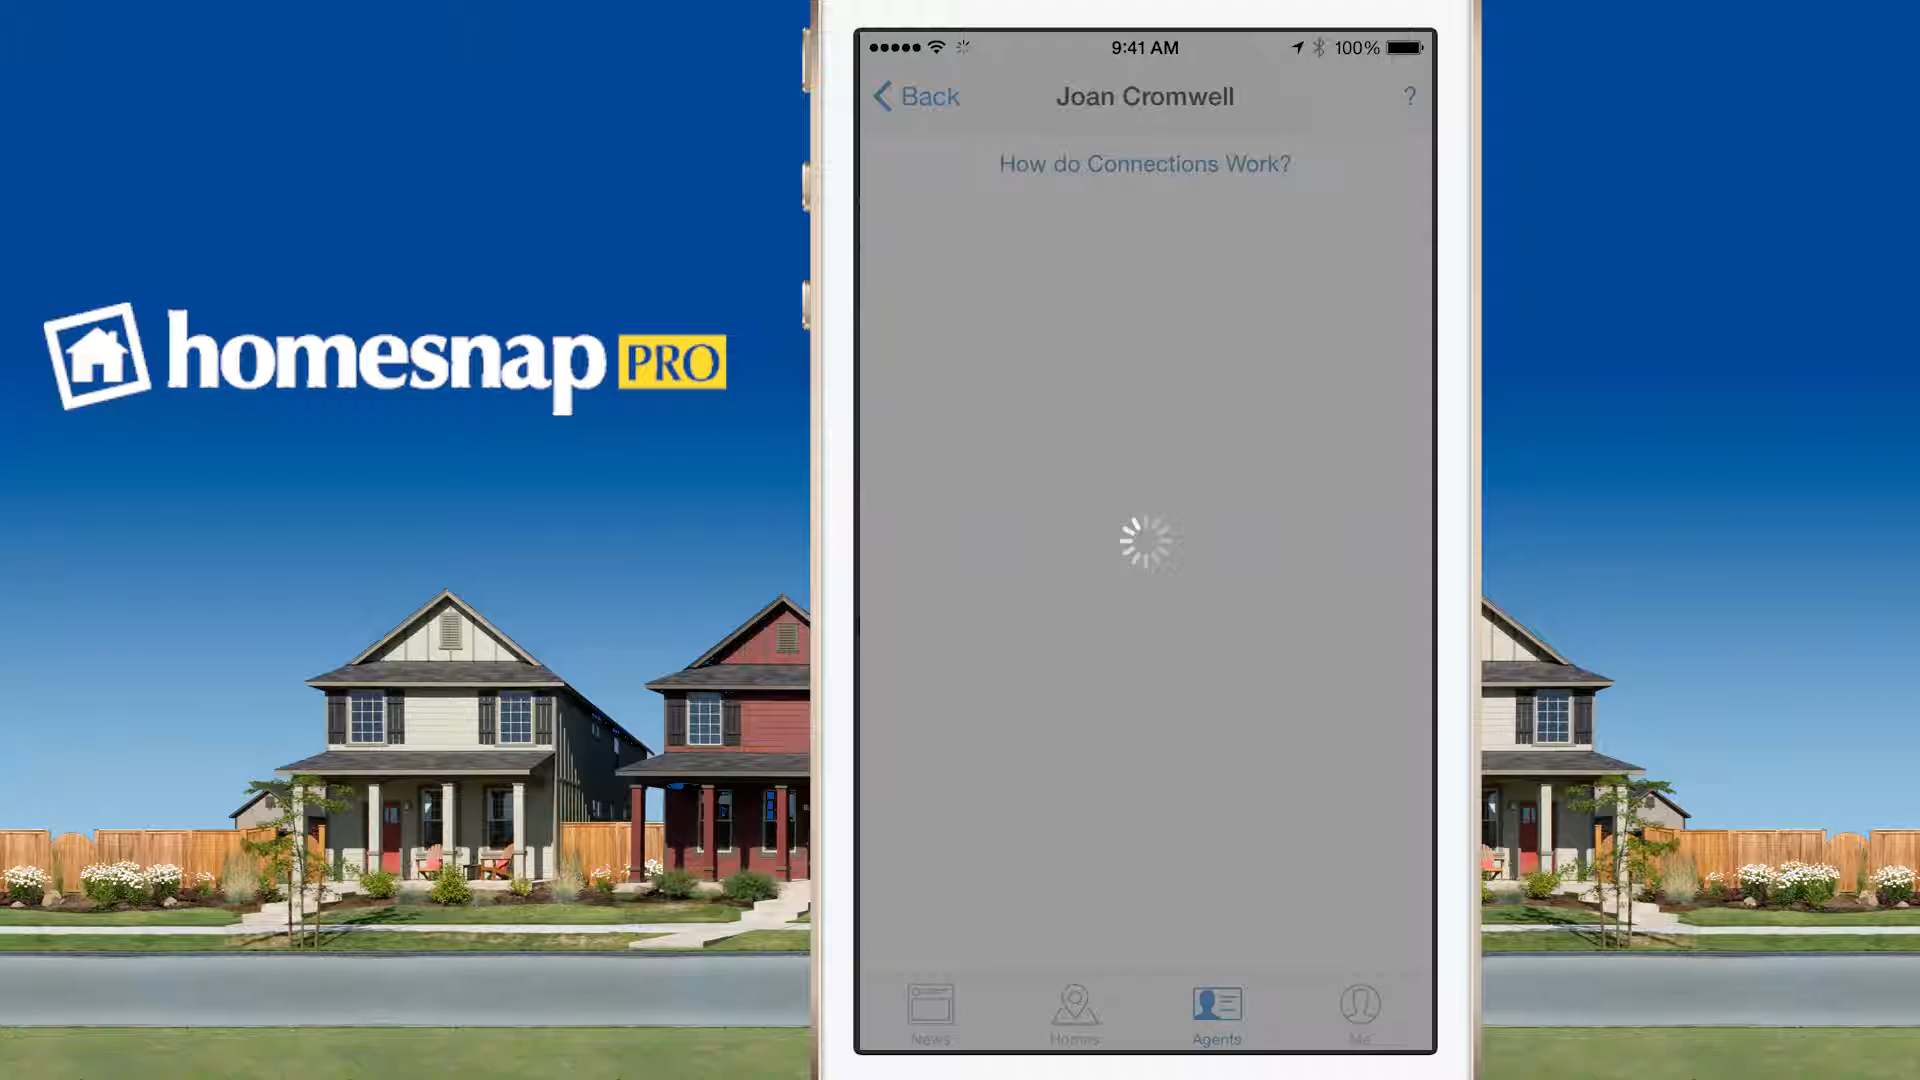 homesnap PRO
9:41 AM
100%
Back
Joan Cromwell
?
How do Connections Work?
News
Homes
Agents
Me